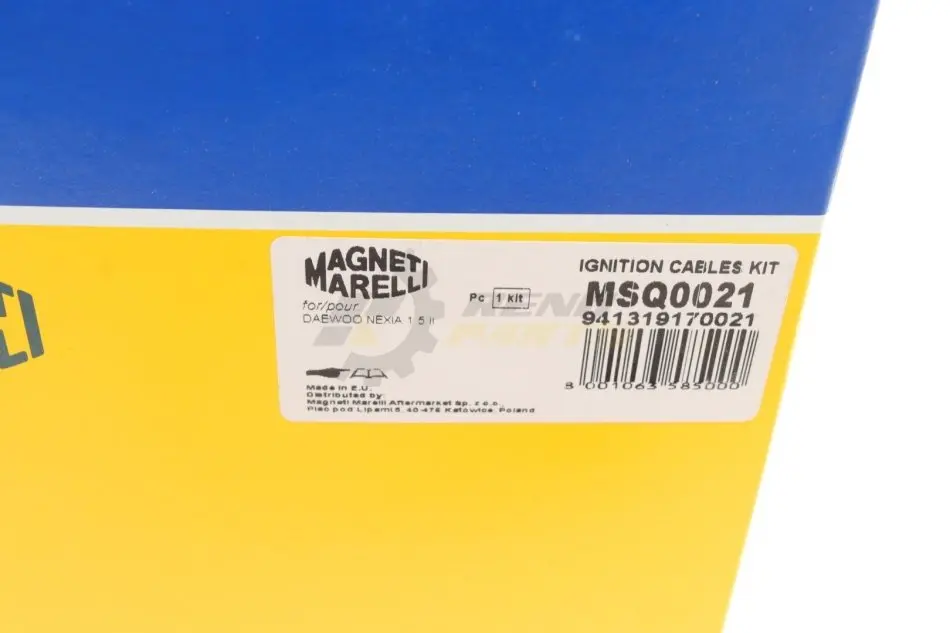 MAGNETI
MARELLI
for/pour
DAEWOO NEXIA 1.5 II
Pc 1 kit
IGNITION CABLES KIT
MSQ0021
941319170021
8 001063 585000
Made in E.U.
Distributed by:
Magneti Marelli Aftermarket Sp. z o.o.,
Plac pod Lipami 5, 40-476 Katowice, Poland